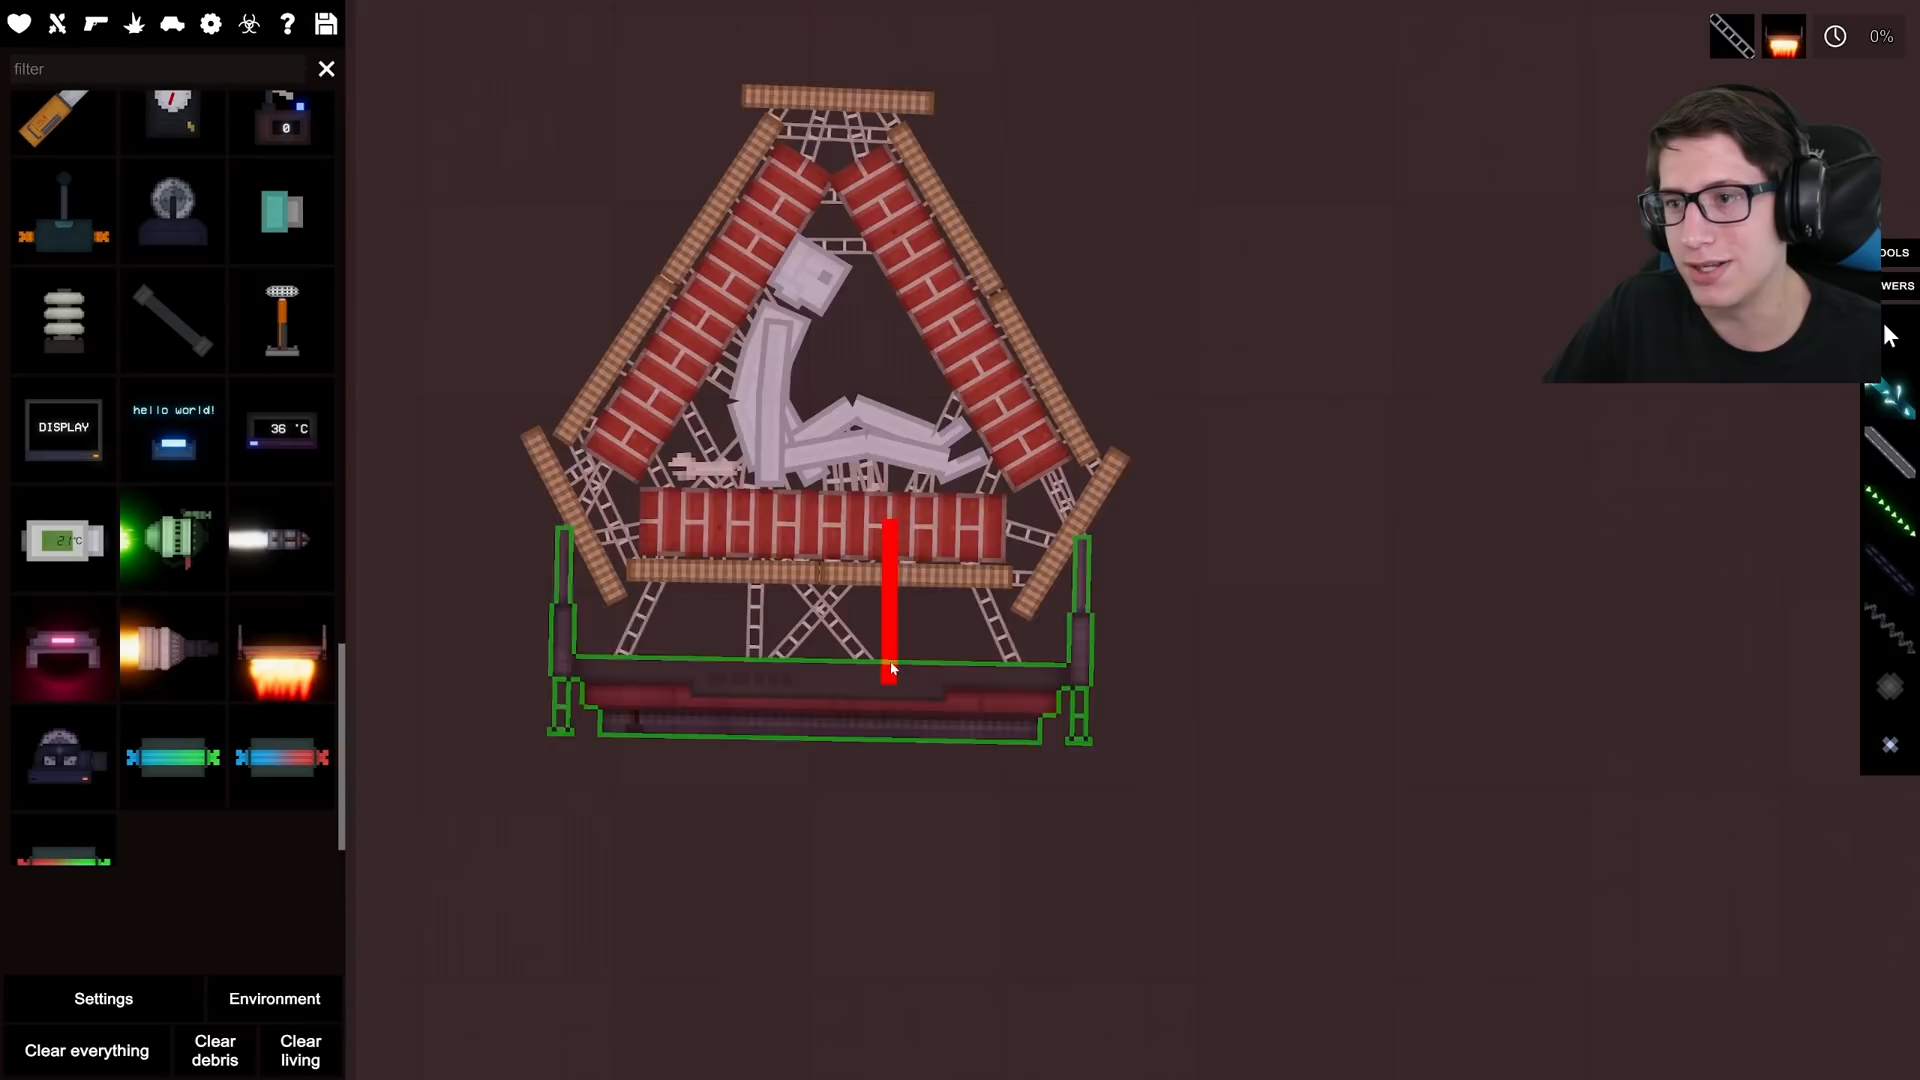 0%
filter
0
OOLS
WERS
DISPLAY
hello world!
36 °C
21°C
Settings
Environment
Clear everything
Clear debris
Clear living